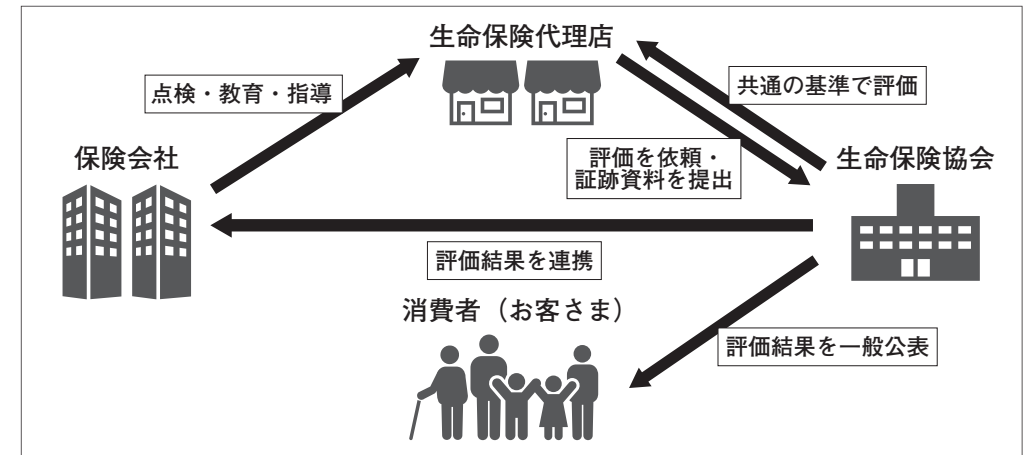 生命保険代理店
点検・教育・指導
共通の基準で評価
保険会社
評価を依頼・
証跡資料を提出
生命保険協会
評価結果を連携
消費者（お客さま）
評価結果を一般公表